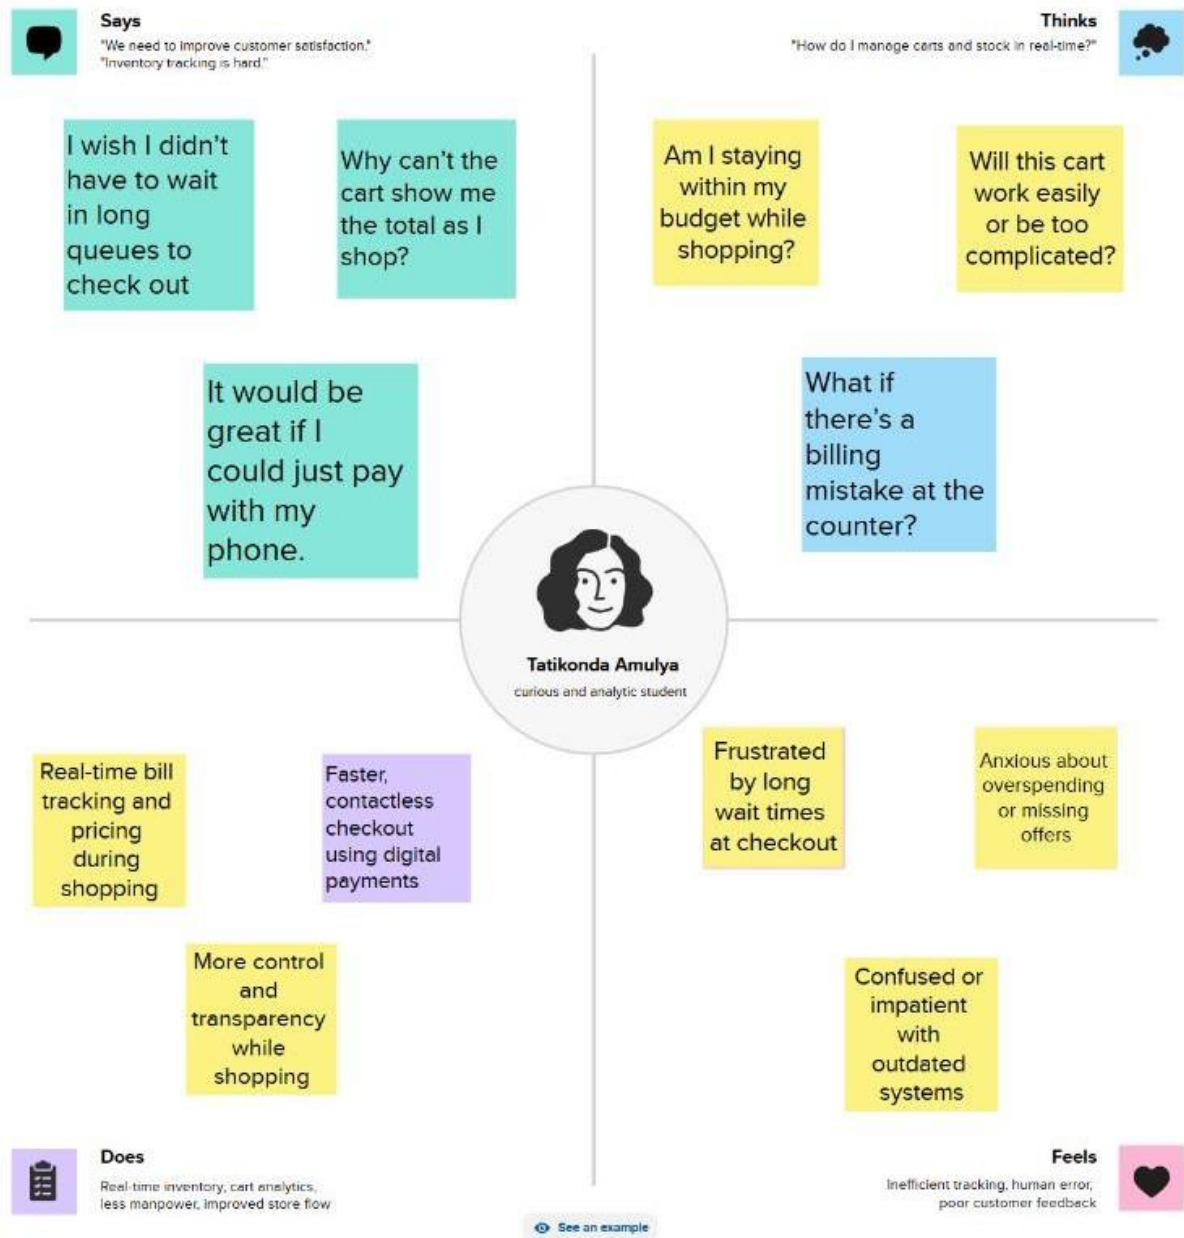 Says
"We need to improve customer satisfaction."
"Inventory tracking is hard."
Thinks
"How do I manage carts and stock in real-time?"
I wish I didn't
have to wait
in long
queues to
check out
Why can't the
cart show me
the total as I
shop?
It would be
great if I
could just pay
with my
phone.
Am I staying
within my
budget while
shopping?
Will this cart
work easily
or be too
complicated?
What if
there's a
billing
mistake at the
counter?
Tatikonda Amulya
curious and analytic student
Real-time bill
tracking and
pricing
during
shopping
Faster,
contactless
checkout
using digital
payments
More control
and
transparency
while
shopping
Frustrated
by long
wait times
at checkout
Anxious about
overspending
or missing
offers
Confused or
impatient
with
outdated
systems
Does
Real-time inventory, cart analytics,
less manpower, improved store flow
Feels
Inefficient tracking, human error,
poor customer feedback
See an example